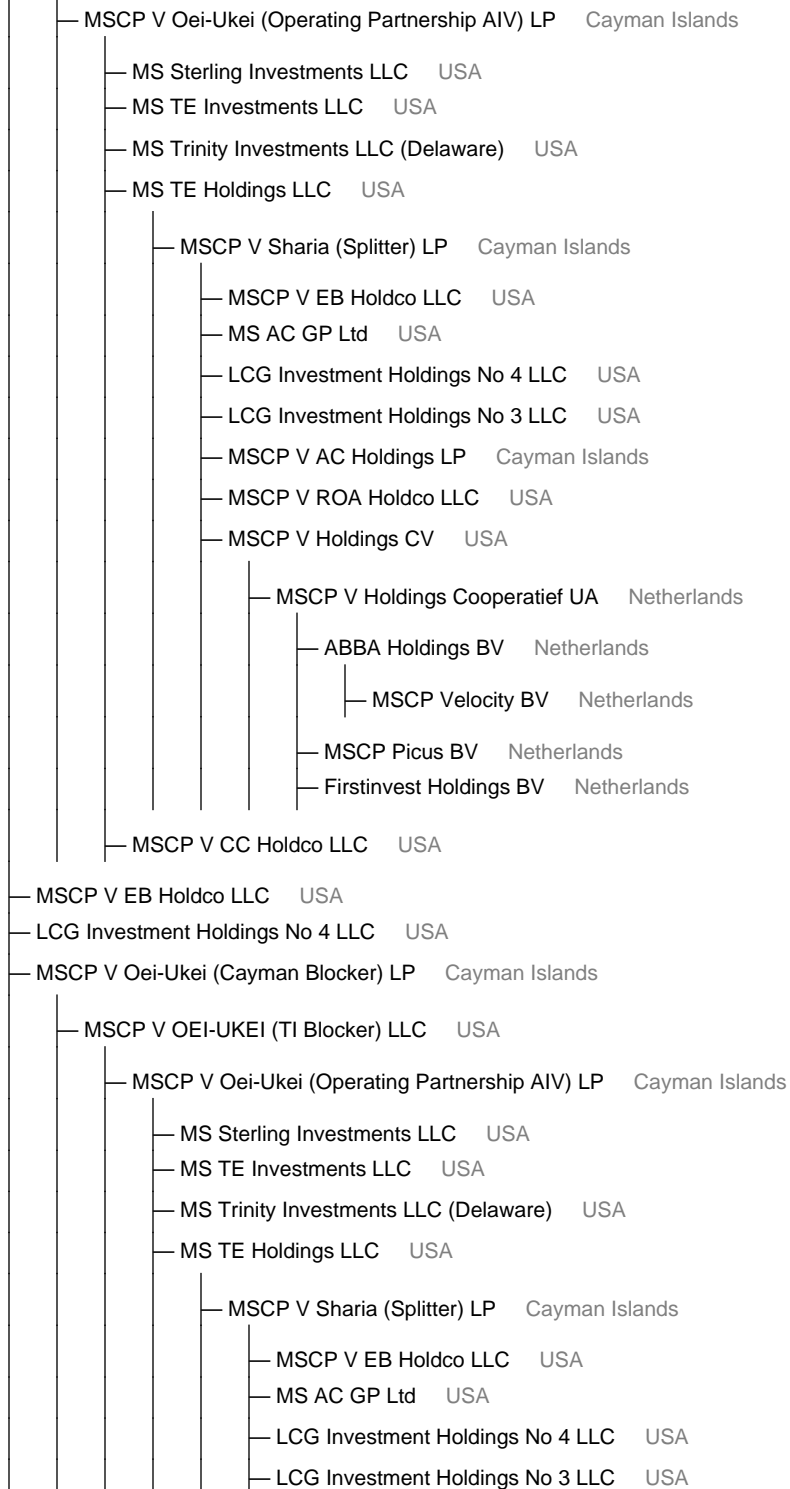 MSCP V Oei-Ukei (Operating Partnership AIV) LP Cayman Islands
MS Sterling Investments LLC USA
MS TE Investments LLC USA
MS Trinity Investments LLC (Delaware) USA
MS TE Holdings LLC USA
MSCP V Sharia (Splitter) LP Cayman Islands
MSCP V EB Holdco LLC USA
MS AC GP Ltd USA
LCG Investment Holdings No 4 LLC USA
LCG Investment Holdings No 3 LLC USA
MSCP V AC Holdings LP Cayman Islands
MSCP V ROA Holdco LLC USA
MSCP V Holdings CV USA
MSCP V Holdings Cooperatief UA Netherlands
ABBA Holdings BV Netherlands
MSCP Velocity BV Netherlands
MSCP Picus BV Netherlands
Firstinvest Holdings BV Netherlands
MSCP V CC Holdco LLC USA
MSCP V EB Holdco LLC USA
LCG Investment Holdings No 4 LLC USA
MSCP V Oei-Ukei (Cayman Blocker) LP Cayman Islands
MSCP V OEI-UKEI (TI Blocker) LLC USA
MSCP V Oei-Ukei (Operating Partnership AIV) LP Cayman Islands
MS Sterling Investments LLC USA
MS TE Investments LLC USA
MS Trinity Investments LLC (Delaware) USA
MS TE Holdings LLC USA
MSCP V Sharia (Splitter) LP Cayman Islands
MSCP V EB Holdco LLC USA
MS AC GP Ltd USA
LCG Investment Holdings No 4 LLC USA
LCG Investment Holdings No 3 LLC USA